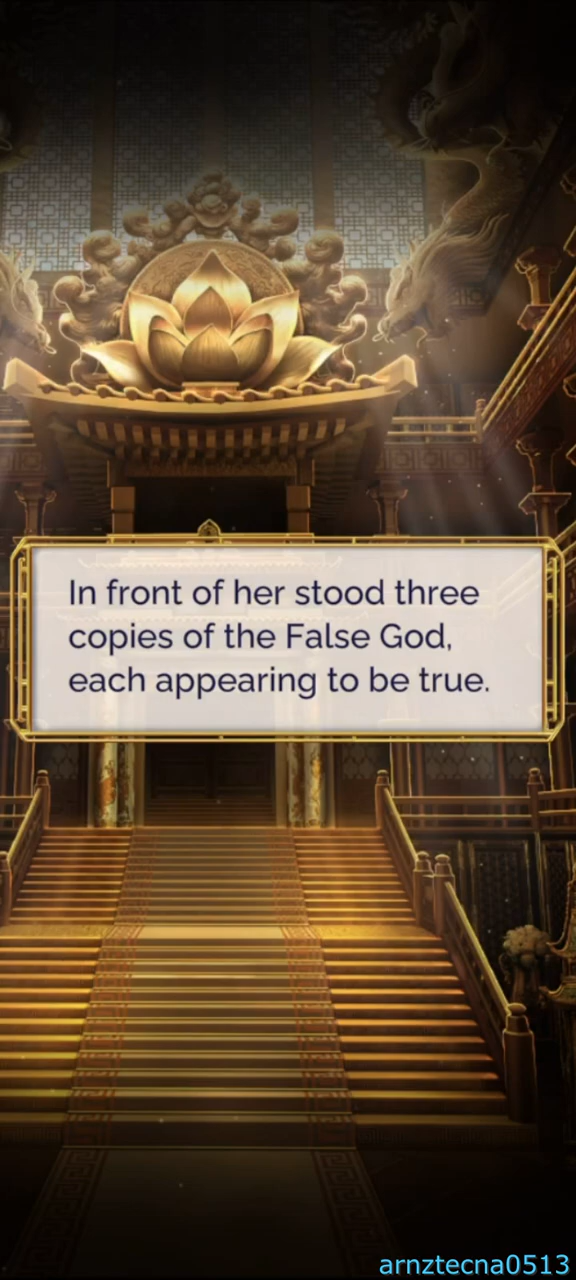 In front of her stood three
copies of the False God,
each appearing to be true.
arnztecna0513